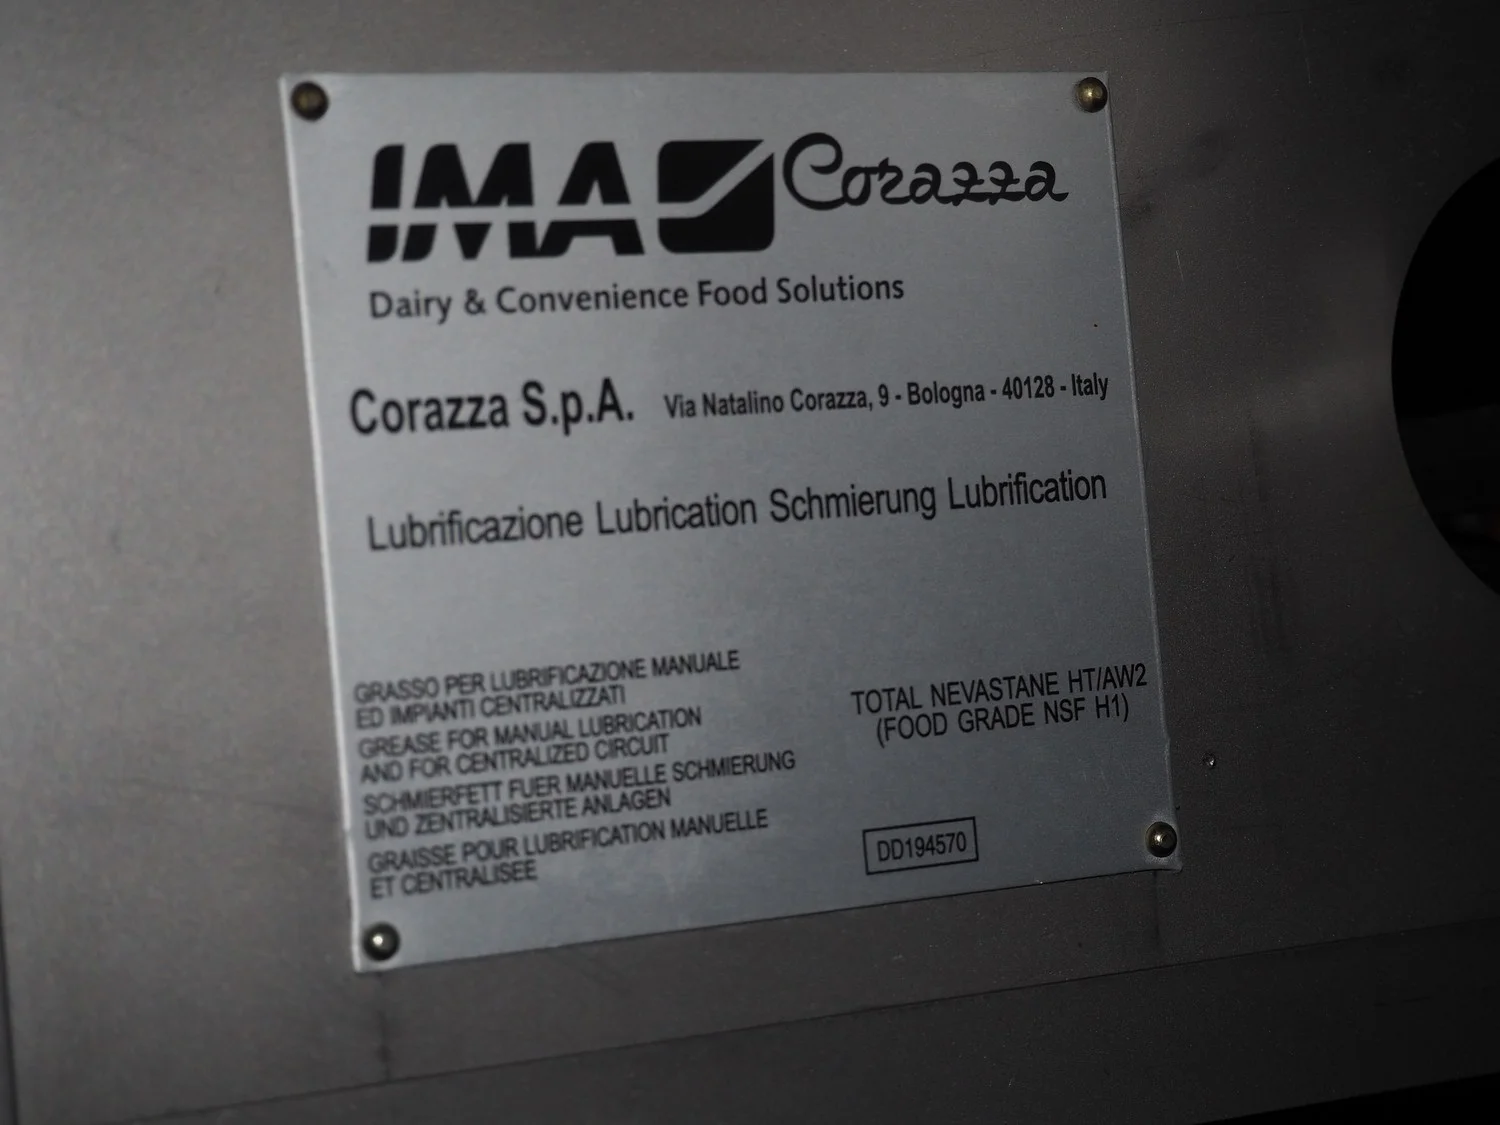 IMA Corazza
Dairy & Convenience Food Solutions
Corazza S.p.A. Via Natalino Corazza, 9 - Bologna - 40128 - Italy
Lubrificazione Lubrication Schmierung Lubrification
GRASSO PER LUBRIFICAZIONE MANUALE
ED IMPIANTI CENTRALIZZATI
GREASE FOR MANUAL LUBRICATION
AND FOR CENTRALIZED CIRCUIT
SCHMIERFETT FUER MANUELLE SCHMIERUNG
UND ZENTRALISIERTE ANLAGEN
GRAISSE POUR LUBRIFICATION MANUELLE
ET CENTRALISEE
TOTAL NEVASTANE HT/AW2
(FOOD GRADE NSF H1)
DD194570